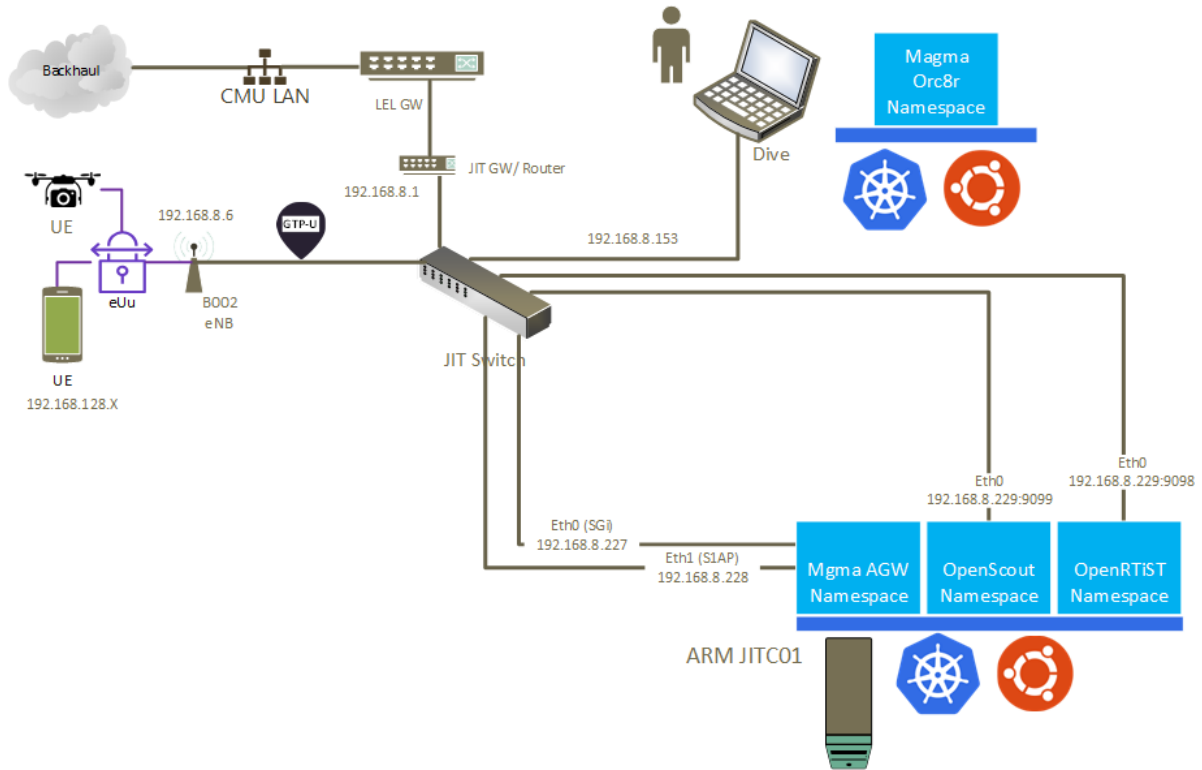 Backhaul
CMU LAN
LEL GW
JIT GW/ Router
192.168.8.1
Dive
Magma
Orc8r
Namespace
UE
192.168.8.6
GTP-U
192.168.8.153
eUu
B002
eNB
JIT Switch
UE
192.168.128.X
Eth0
192.168.8.229:9098
Eth0
192.168.8.229:9099
Eth0 (SGi)
192.168.8.227
Eth1 (S1AP)
192.168.8.228
Mgma AGW
Namespace
OpenScout
Namespace
OpenRTiST
Namespace
ARM JITC01